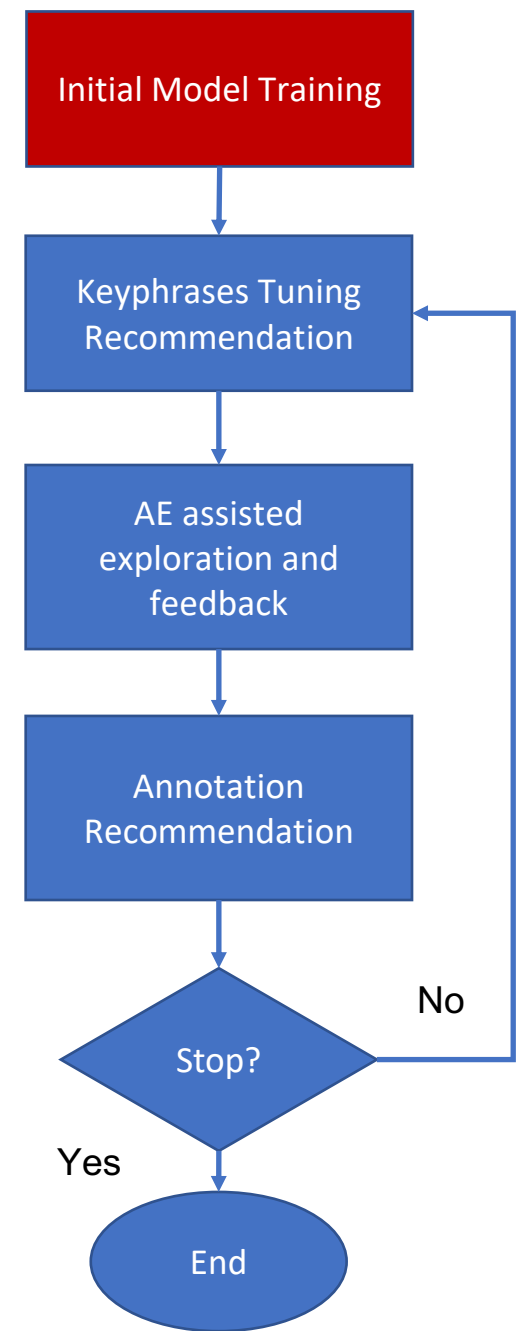 Initial Model Training
Keyphrases Tuning
Recommendation
AE assisted
exploration and
feedback
Annotation
Recommendation
No
Stop?
Yes
End